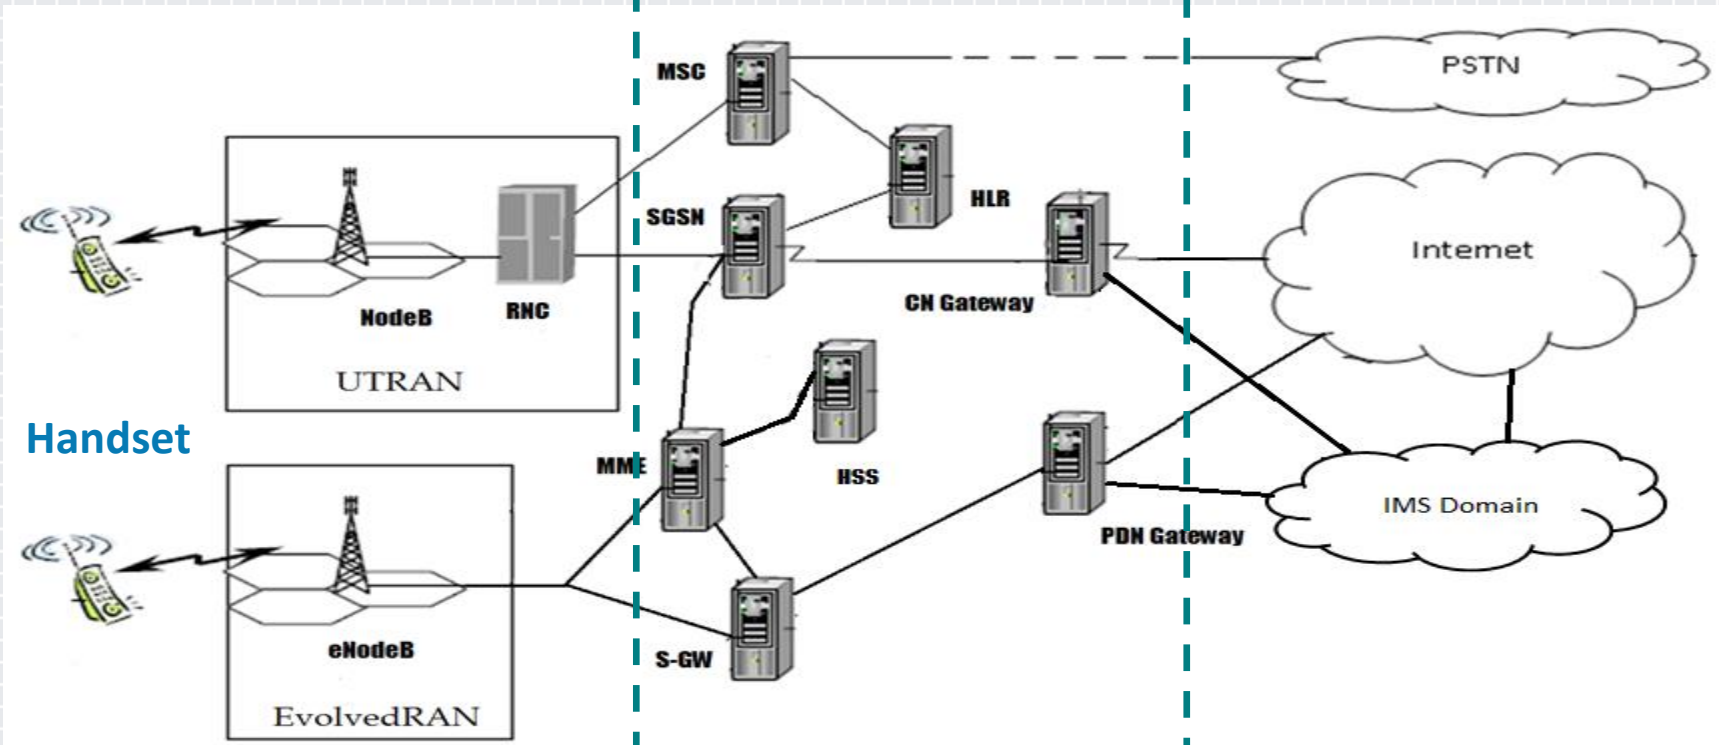 MSC
PSTN
SGSN
HLR
Internet
CN Gateway
NodeB
RNC
UTRAN
Handset
MME
HSS
IMS Domain
PDN Gateway
eNodeB
S-GW
EvolvedRAN